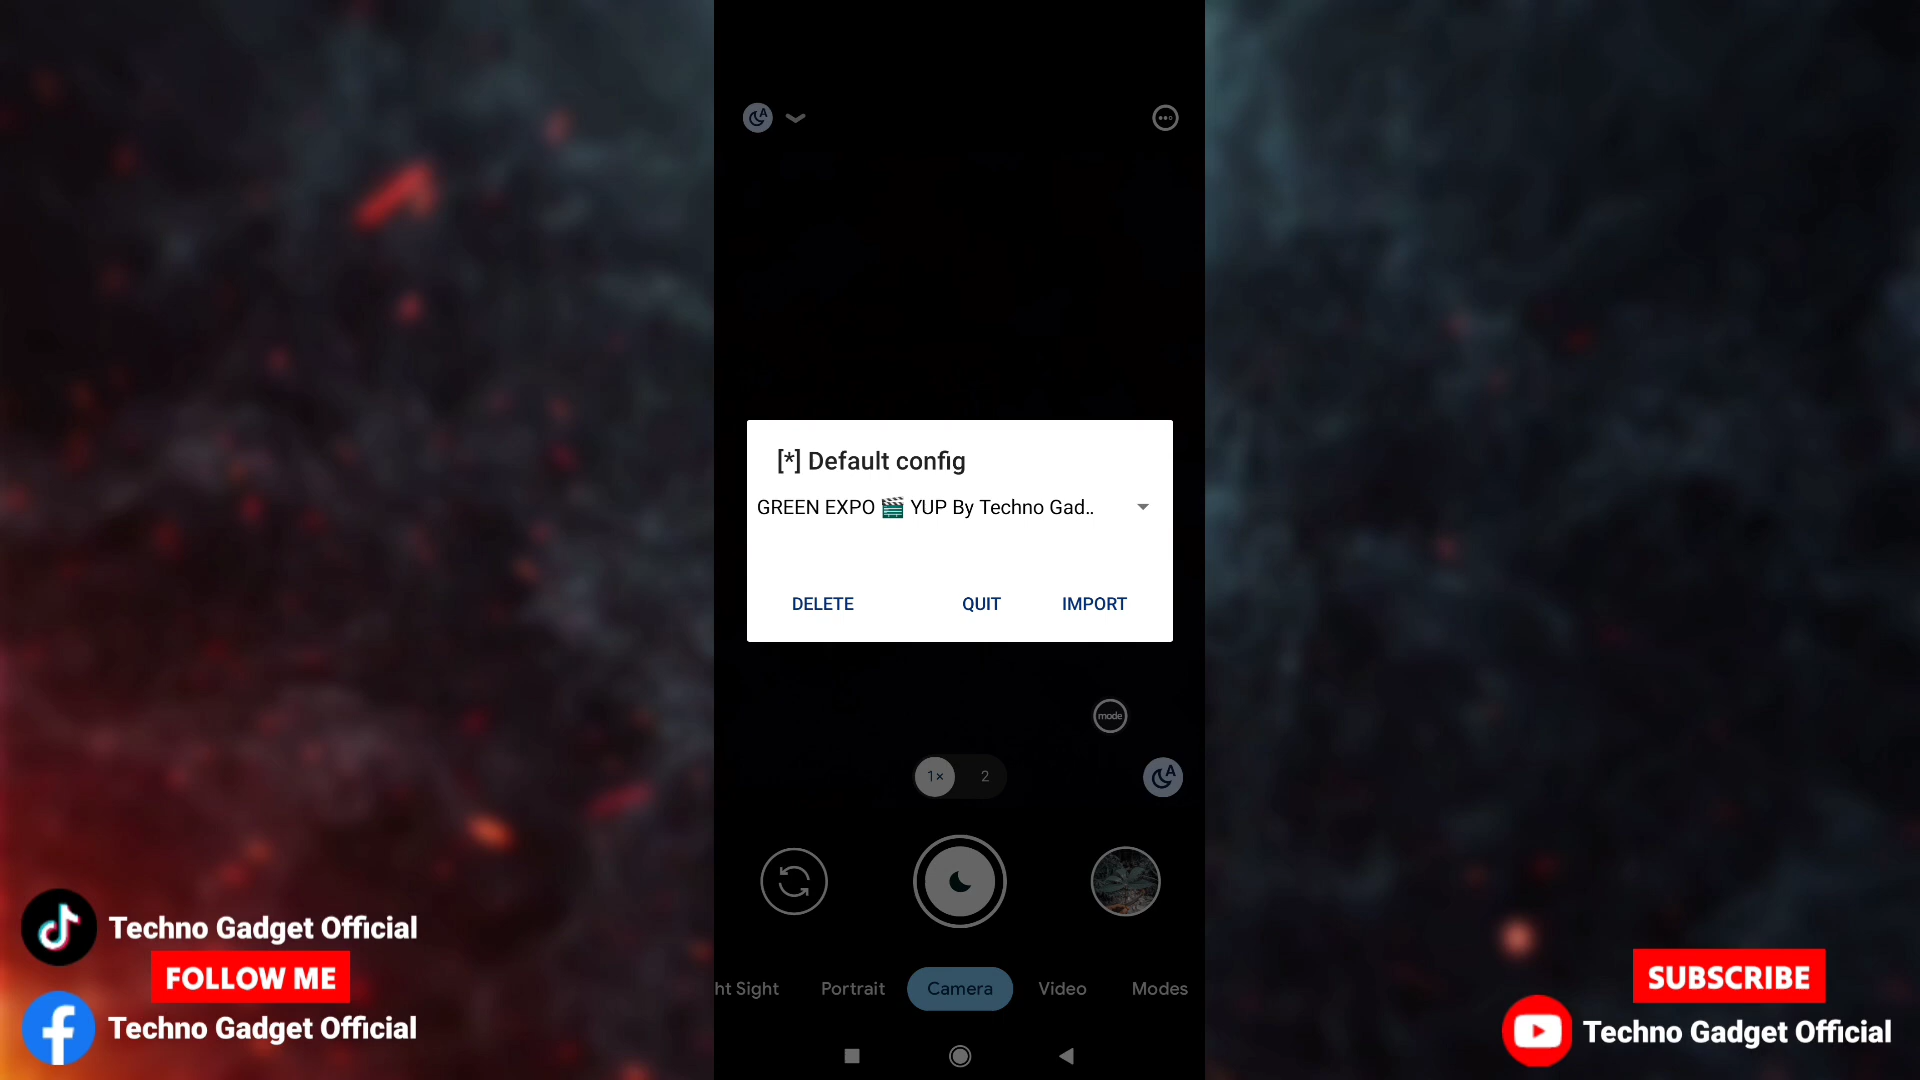 [*] Default config
GREEN EXPO 🎬 YUP By Techno Gad..
DELETE QUIT IMPORT
mode
1× 2
ht Sight Portrait Camera Video Modes
Techno Gadget Official
FOLLOW ME
Techno Gadget Official
SUBSCRIBE
Techno Gadget Official